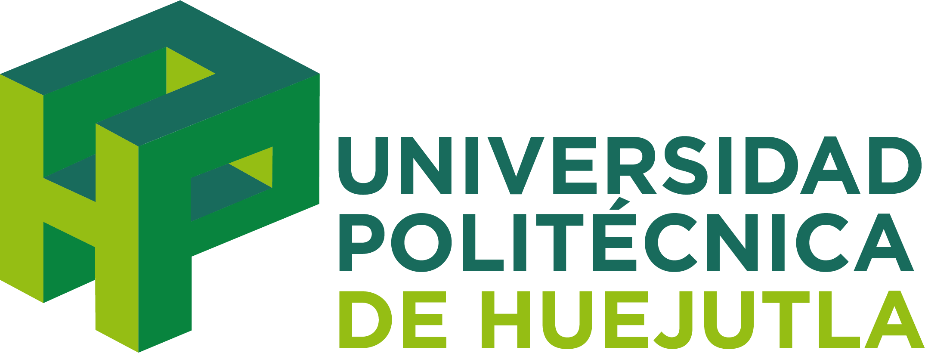 UNIVERSIDAD
POLITÉCNICA
DE HUEJUTLA